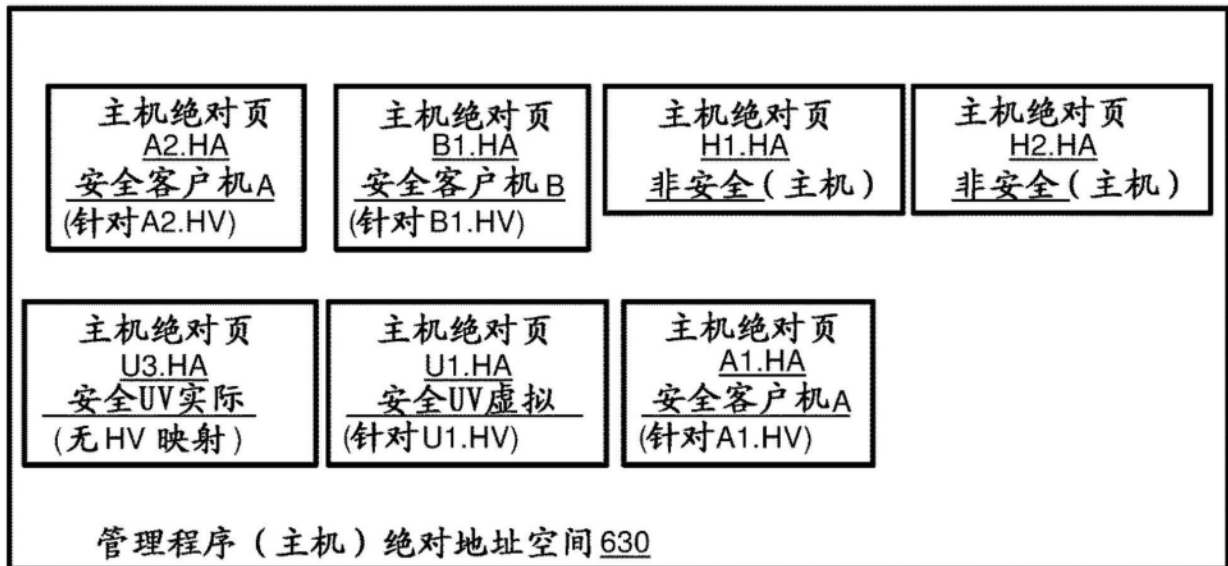 主机绝对页
A2.HA
安全客户机A
(针对A2.HV)
主机绝对页
B1.HA
安全客户机B
(针对B1.HV)
主机绝对页
H1.HA
非安全(主机)
主机绝对页
H2.HA
非安全(主机)
主机绝对页
U3.HA
安全UV实际
(无HV映射)
主机绝对页
U1.HA
安全UV虚拟
(针对U1.HV)
主机绝对页
A1.HA
安全客户机A
(针对A1.HV)
管理程序(主机)绝对地址空间630